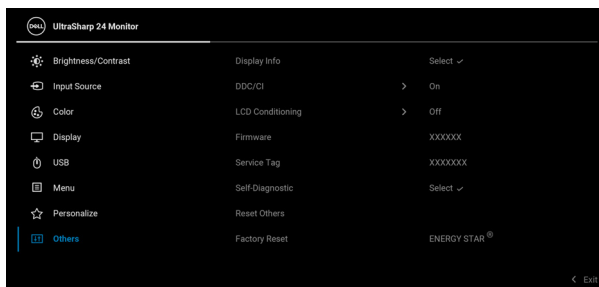 DELL UltraSharp 24 Monitor
Brightness/Contrast Display Info Select ✓
Input Source DDC/CI > On
Color LCD Conditioning > Off
Display Firmware XXXXXX
USB Service Tag XXXXXXX
Menu Self-Diagnostic Select ✓
Personalize Reset Others
Others Factory Reset ENERGY STAR®
< Exit